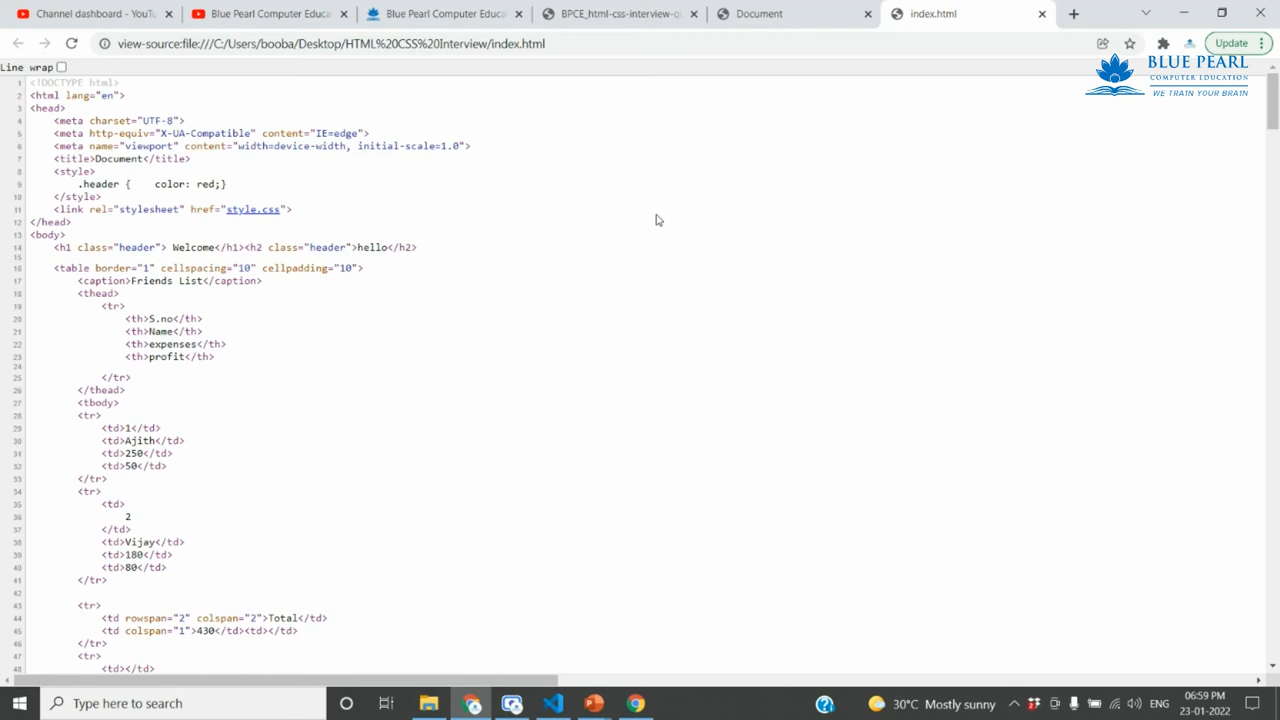 Channel dashboard - YouTu
Blue Pearl Computer Educa
Blue Pearl Computer Educa
BPCE_html-css-interview-q
Document
index.html
view-source:file:///C:/Users/booba/Desktop/HTML%20CSS%20Interview/index.html
Update
BLUE PEARL
COMPUTER EDUCATION
WE TRAIN YOUR BRAIN
Line wrap
1 <!DOCTYPE html>
2 <html lang="en">
3 <head>
4 <meta charset="UTF-8">
5 <meta http-equiv="X-UA-Compatible" content="IE=edge">
6 <meta name="viewport" content="width=device-width, initial-scale=1.0">
7 <title>Document</title>
8 <style>
9 .header {    color: red;}
10 </style>
11 <link rel="stylesheet" href="style.css">
12 </head>
13 <body>
14 <h1 class="header"> Welcome</h1><h2 class="header">hello</h2>
15
16 <table border="1" cellspacing="10" cellpadding="10">
17 <caption>Friends List</caption>
18 <thead>
19 <tr>
20 <th>S.no</th>
21 <th>Name</th>
22 <th>expenses</th>
23 <th>profit</th>
24
25 </tr>
26 </thead>
27 <tbody>
28 <tr>
29 <td>1</td>
30 <td>Ajith</td>
31 <td>250</td>
32 <td>50</td>
33 </tr>
34 <tr>
35 <td>
36 2
37 </td>
38 <td>Vijay</td>
39 <td>180</td>
40 <td>80</td>
41 </tr>
42
43 <tr>
44 <td rowspan="2" colspan="2">Total</td>
45 <td colspan="1">430</td><td></td>
46 </tr>
47 <tr>
48 <td></td>
Type here to search
30°C Mostly sunny
ENG
06:59 PM
23-01-2022